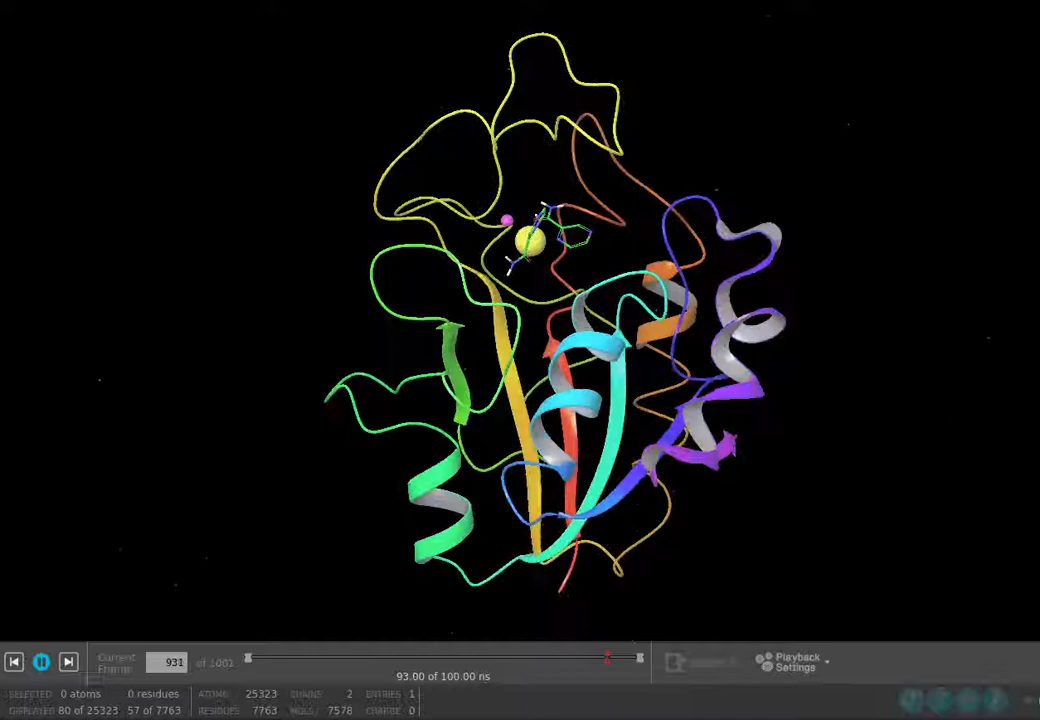 Current
Frame
931
of 1001
93.00 of 100.00 ns
Playback
Settings
SELECTED 0 atoms 0 residues ATOMS: 25323 CHAINS 2 ENTRIES 1
DISPLAYED 80 of 25323 57 of 7763 RESIDUES 7763 MOLS/ 7578 CHARGE 0